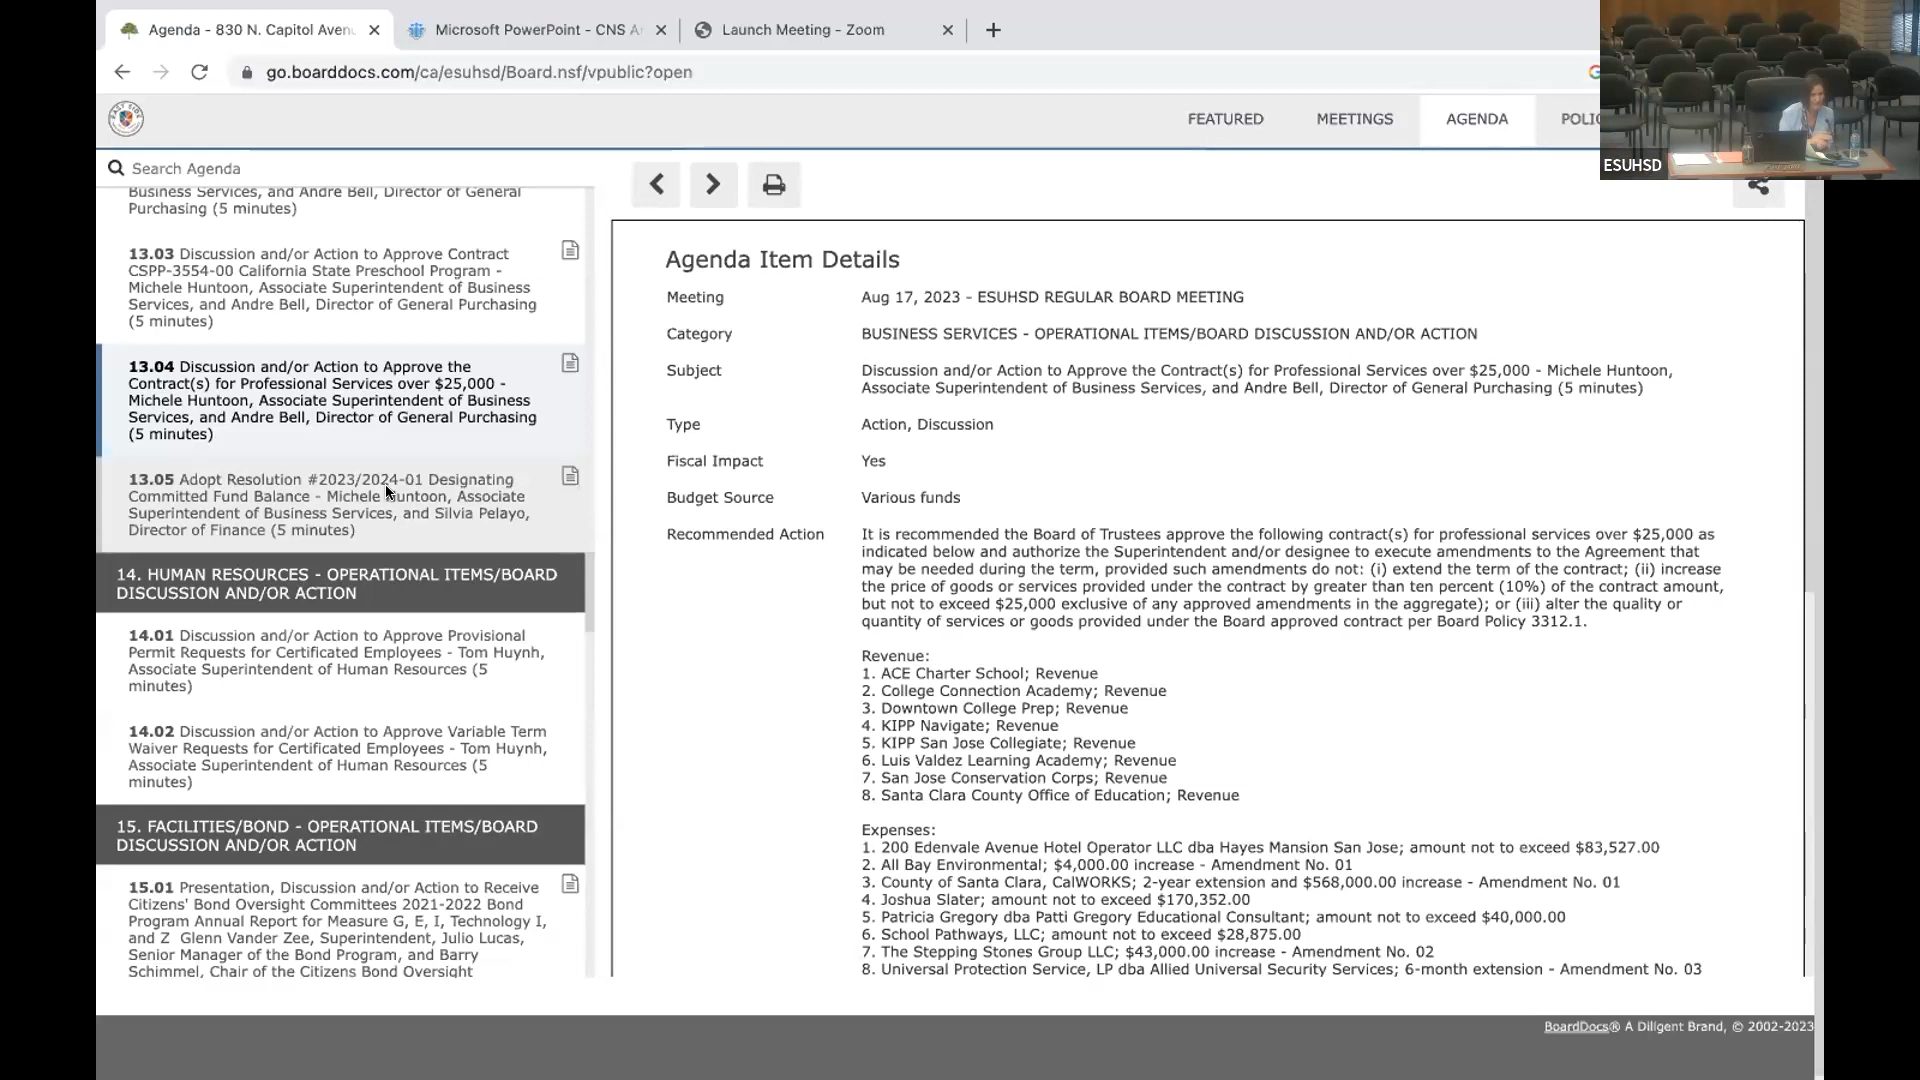 Agenda - 830 N. Capitol Aven
Microsoft PowerPoint - CNS A
Launch Meeting - Zoom
go.boarddocs.com/ca/esuhsd/Board.nsf/vpublic?open
FEATURED
MEETINGS
AGENDA
POLIC
ESUHSD
Search Agenda
Business Services, and Andre Bell, Director of General
Purchasing (5 minutes)
13.03 Discussion and/or Action to Approve Contract
CSPP-3554-00 California State Preschool Program -
Michele Huntoon, Associate Superintendent of Business
Services, and Andre Bell, Director of General Purchasing
(5 minutes)
13.04 Discussion and/or Action to Approve the
Contract(s) for Professional Services over $25,000 -
Michele Huntoon, Associate Superintendent of Business
Services, and Andre Bell, Director of General Purchasing
(5 minutes)
13.05 Adopt Resolution #2023/2024-01 Designating
Committed Fund Balance - Michele Huntoon, Associate
Superintendent of Business Services, and Silvia Pelayo,
Director of Finance (5 minutes)
14. HUMAN RESOURCES - OPERATIONAL ITEMS/BOARD
DISCUSSION AND/OR ACTION
14.01 Discussion and/or Action to Approve Provisional
Permit Requests for Certificated Employees - Tom Huynh,
Associate Superintendent of Human Resources (5
minutes)
14.02 Discussion and/or Action to Approve Variable Term
Waiver Requests for Certificated Employees - Tom Huynh,
Associate Superintendent of Human Resources (5
minutes)
15. FACILITIES/BOND - OPERATIONAL ITEMS/BOARD
DISCUSSION AND/OR ACTION
15.01 Presentation, Discussion and/or Action to Receive
Citizens' Bond Oversight Committees 2021-2022 Bond
Program Annual Report for Measure G, E, I, Technology I,
and Z Glenn Vander Zee, Superintendent, Julio Lucas,
Senior Manager of the Bond Program, and Barry
Schimmel, Chair of the Citizens Bond Oversight
Agenda Item Details
Meeting Aug 17, 2023 - ESUHSD REGULAR BOARD MEETING
Category BUSINESS SERVICES - OPERATIONAL ITEMS/BOARD DISCUSSION AND/OR ACTION
Subject Discussion and/or Action to Approve the Contract(s) for Professional Services over $25,000 - Michele Huntoon,
Associate Superintendent of Business Services, and Andre Bell, Director of General Purchasing (5 minutes)
Type Action, Discussion
Fiscal Impact Yes
Budget Source Various funds
Recommended Action It is recommended the Board of Trustees approve the following contract(s) for professional services over $25,000 as
indicated below and authorize the Superintendent and/or designee to execute amendments to the Agreement that
may be needed during the term, provided such amendments do not: (i) extend the term of the contract; (ii) increase
the price of goods or services provided under the contract by greater than ten percent (10%) of the contract amount,
but not to exceed $25,000 exclusive of any approved amendments in the aggregate); or (iii) alter the quality or
quantity of services or goods provided under the Board approved contract per Board Policy 3312.1.
Revenue:
1. ACE Charter School; Revenue
2. College Connection Academy; Revenue
3. Downtown College Prep; Revenue
4. KIPP Navigate; Revenue
5. KIPP San Jose Collegiate; Revenue
6. Luis Valdez Learning Academy; Revenue
7. San Jose Conservation Corps; Revenue
8. Santa Clara County Office of Education; Revenue
Expenses:
1. 200 Edenvale Avenue Hotel Operator LLC dba Hayes Mansion San Jose; amount not to exceed $83,527.00
2. All Bay Environmental; $4,000.00 increase - Amendment No. 01
3. County of Santa Clara, CalWORKS; 2-year extension and $568,000.00 increase - Amendment No. 01
4. Joshua Slater; amount not to exceed $170,352.00
5. Patricia Gregory dba Patti Gregory Educational Consultant; amount not to exceed $40,000.00
6. School Pathways, LLC; amount not to exceed $28,875.00
7. The Stepping Stones Group LLC; $43,000.00 increase - Amendment No. 02
8. Universal Protection Service, LP dba Allied Universal Security Services; 6-month extension - Amendment No. 03
BoardDocs® A Diligent Brand, © 2002-2023